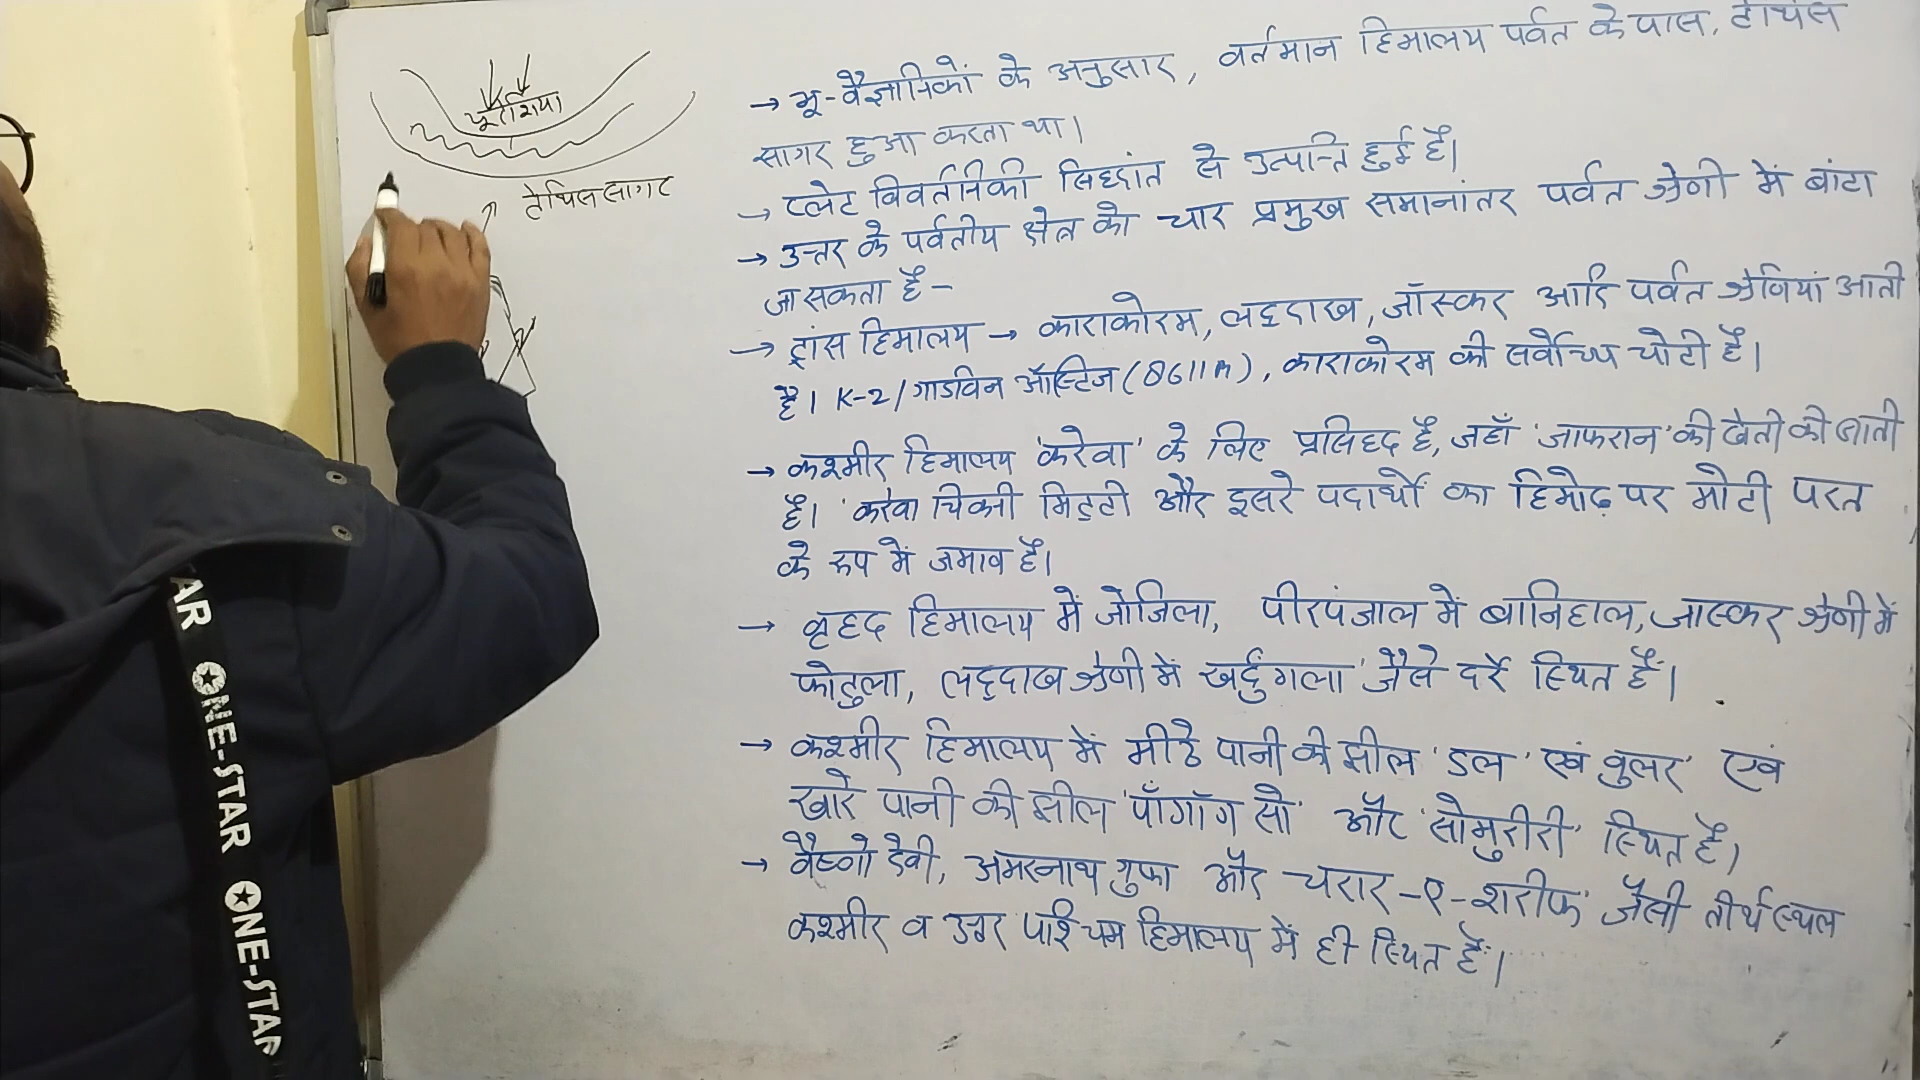 यूरेशिया
टेथिस सागर
→ भू-वैज्ञानिकों के अनुसार, वर्तमान हिमालय पर्वत के पास, टेथिस
सागर हुआ करता था।
→ प्लेट विवर्तनिकी सिद्धांत से उत्पत्ति हुई है।
→ उत्तर के पर्वतीय क्षेत्र को चार प्रमुख समानांतर पर्वत श्रेणी में बांटा
जा सकता है -
→ ट्रांस हिमालय → काराकोरम, लद्दाख, जॉस्कर आदि पर्वत श्रेणियां आती
है। K-2/गाडविन ऑस्टिन (8611m), काराकोरम की सर्वोच्च चोटी है।
→ कश्मीर हिमालय 'करेवा' के लिए प्रसिद्द है, जहाँ 'जाफरान' की खेती की जाती
है। 'करेवा चिकनी मिट्टी और दूसरे पदार्थों का हिमोढ़ पर मोटी परत
के रुप में जमाव है।
→ वृहद हिमालय में जोजिला, पीरपंजाल में बानिहाल, जास्कर श्रेणी में
फोटुला, लद्दाख श्रेणी में खर्दुंगला' जैसे दर्रे स्थित हैं।
→ कश्मीर हिमालय में मीठे पानी की झील 'डल' एवं वुलर' एवं
खारे पानी की झील 'पाँगॉग सो' और 'सोमुरीरी' स्थित है।
→ वैष्णो देवी, अमरनाथ गुफा और चरार-ए-शरीफ' जैसी तीर्थ स्थल
कश्मीर व उत्तर पश्चिम हिमालय में ही स्थित हैं।
AR ✪NE-STAR ✪NE-STAR